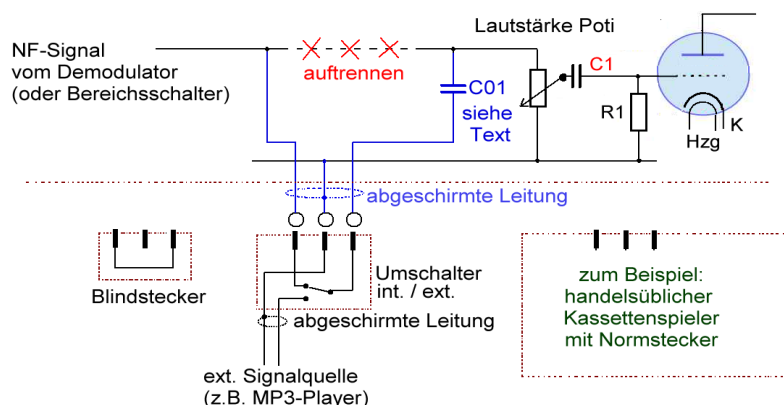 Lautstärke Poti
NF-Signal
vom Demodulator
(oder Bereichsschalter)
auftrennen
C01
siehe
Text
C1
R1
Hzg
K
abgeschirmte Leitung
Blindstecker
Umschalter
int. / ext.
abgeschirmte Leitung
ext. Signalquelle
(z.B. MP3-Player)
zum Beispiel:
handelsüblicher
Kassettenspieler
mit Normstecker